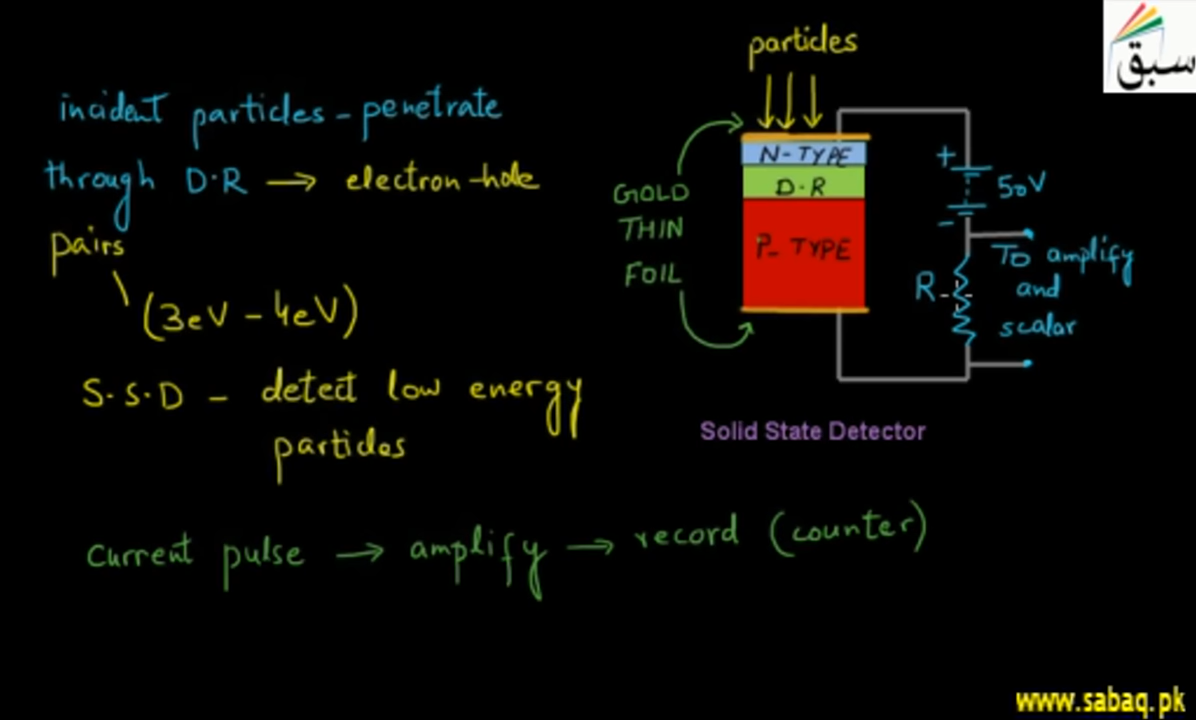 incident particles - penetrate
through D.R → electron-hole
pairs
(3eV - 4eV)
S.S.D - detect low energy
particles
current pulse → amplify → record (counter)
particles
N-TYPE
D.R
P- TYPE
GOLD
THIN
FOIL
+
50V
-
R
To amplify
and
scalar
Solid State Detector
سبق
www.sabaq.pk